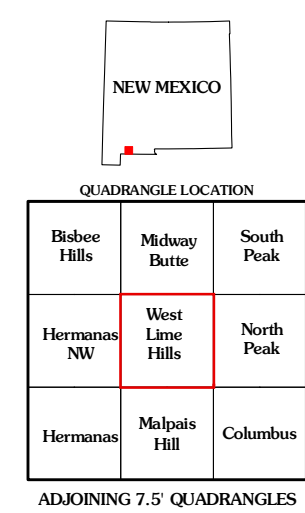 NEW MEXICO
QUADRANGLE LOCATION
Bisbee
Hills
Midway
Butte
South
Peak
Hermanas
NW
West
Lime
Hills
North
Peak
Hermanas
Malpais
Hill
Columbus
ADJOINING 7.5' QUADRANGLES